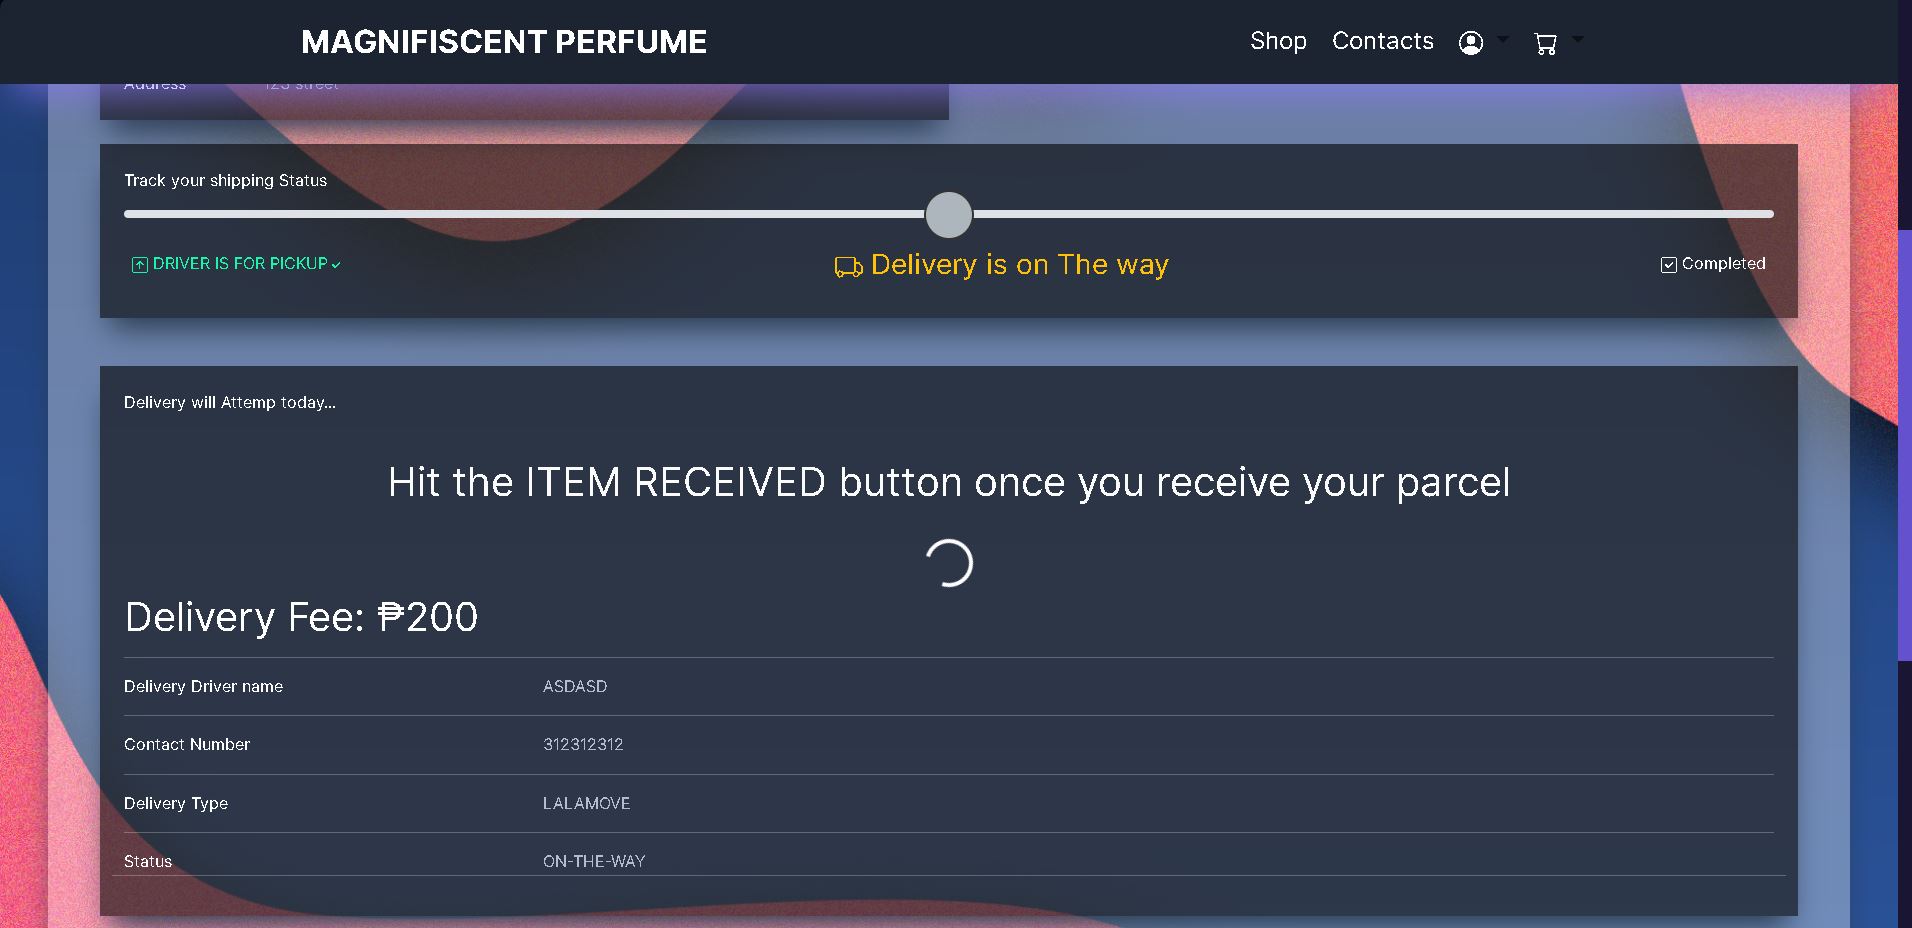 MAGNIFISCENT PERFUME
Shop Contacts
Address 123 street
Track your shipping Status
DRIVER IS FOR PICKUP
Delivery is on The way
Completed
Delivery will Attemp today...
Hit the ITEM RECEIVED button once you receive your parcel
Delivery Fee: ₱200
Delivery Driver name ASDASD
Contact Number 312312312
Delivery Type LALAMOVE
Status ON-THE-WAY